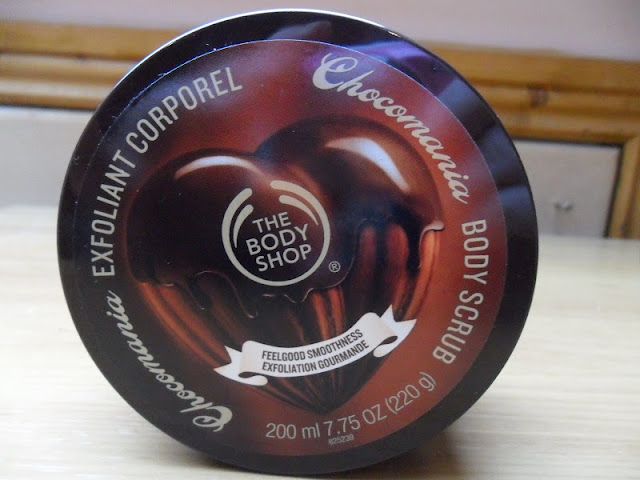 Chocomania BODY SCRUB
Chocomania EXFOLIANT CORPOREL
THE
BODY
SHOP
®
FEELGOOD SMOOTHNESS
EXFOLIATION GOURMANDE
200 ml 7.75 OZ (220 g)
825239